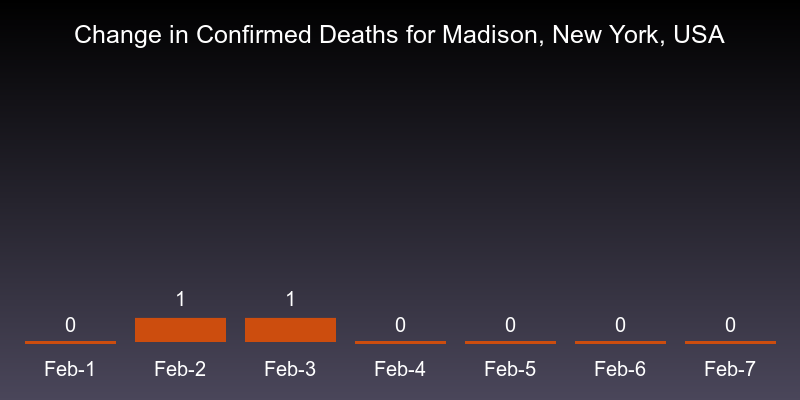 Change in Confirmed Deaths for Madison, New York, USA
0 1 1 0 0 0 0
Feb-1 Feb-2 Feb-3 Feb-4 Feb-5 Feb-6 Feb-7